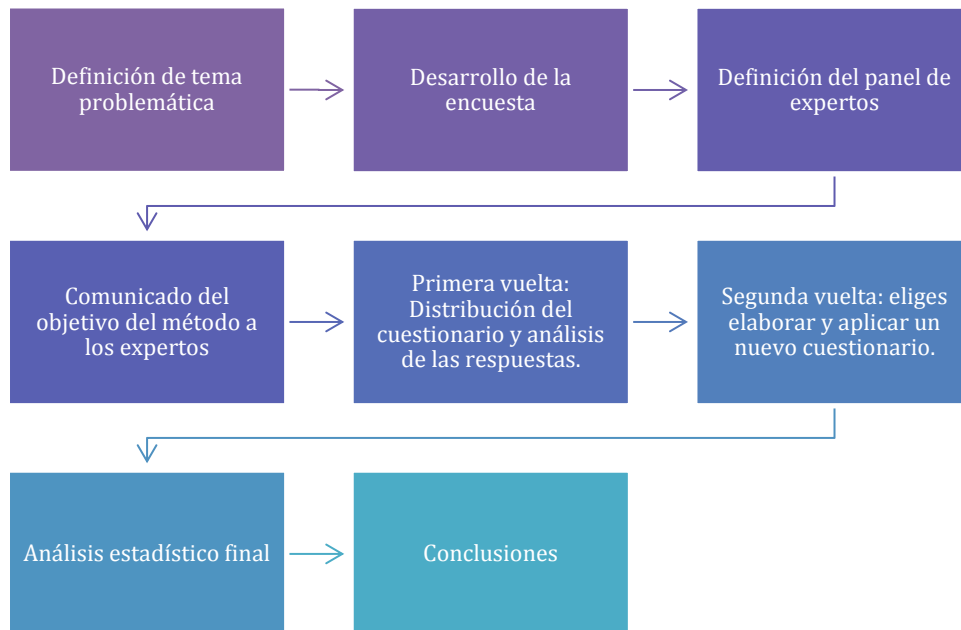 Definición de tema
problemática
Desarrollo de la
encuesta
Definición del panel de
expertos
Comunicado del
objetivo del método a
los expertos
Primera vuelta:
Distribución del
cuestionario y análisis
de las respuestas.
Segunda vuelta: eliges
elaborar y aplicar un
nuevo cuestionario.
Análisis estadístico final
Conclusiones